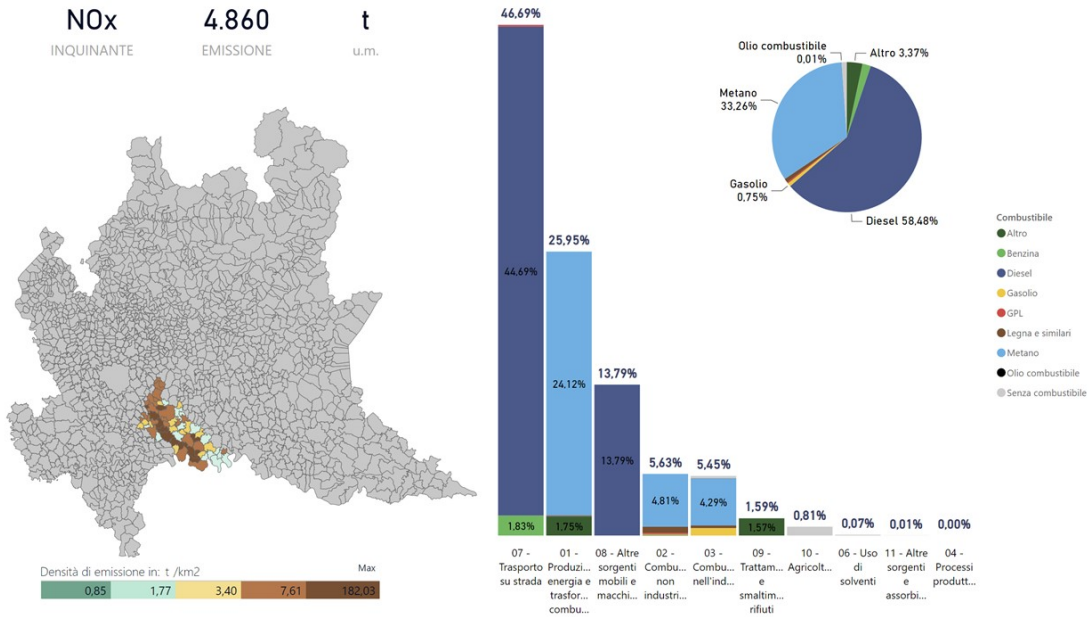 NOx
INQUINANTE
4.860
EMISSIONE
t
u.m.
Densità di emissione in: t /km2
Max
0,85
1,77
3,40
7,61
182,03
46,69%
44,69%
1,83%
25,95%
24,12%
1,75%
13,79%
13,79%
5,63%
4,81%
5,45%
4,29%
1,59%
1,57%
0,81%
0,07%
0,01%
0,00%
07 -
Trasporto
su strada
01 -
Produzi...
energia e
trasfor...
combu...
08 - Altre
sorgenti
mobili e
macchi...
02 -
Combu...
non
industri...
03 -
Combu...
nell'ind...
09 -
Trattam...
e
smaltim...
rifiuti
10 -
Agricolt...
06 - Uso
di
solventi
11 - Altre
sorgenti
e
assorbi...
04 -
Processi
produtt...
Olio combustibile
0,01%
Altro 3,37%
Metano
33,26%
Gasolio
0,75%
Diesel 58,48%
Combustibile
Altro
Benzina
Diesel
Gasolio
GPL
Legna e similari
Metano
Olio combustibile
Senza combustibile